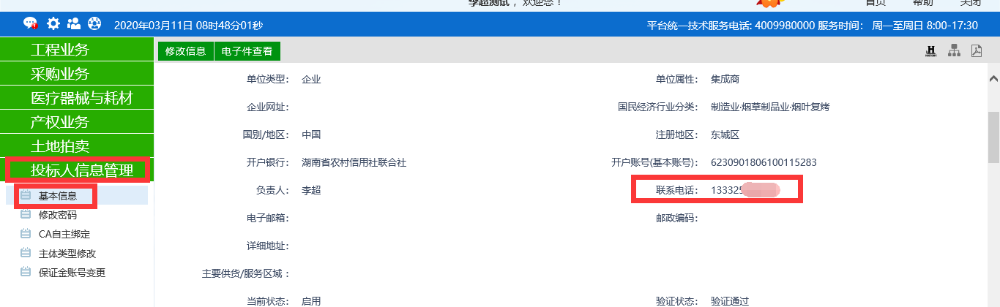 李超测试，欢迎您！ 首页 帮助 关闭
2020年03月11日 08时48分01秒 平台统一技术服务电话: 4009980000 服务时间： 周一至周日 8:00-17:30
工程业务
采购业务
医疗器械与耗材
产权业务
土地拍卖
投标人信息管理
基本信息
修改密码
CA自主绑定
主体类型修改
保证金账号变更
修改信息 电子件查看
H
HISTORY
单位类型： 企业 单位属性： 集成商
企业网址： 国民经济行业分类： 制造业·烟草制品业·烟叶复烤
国别/地区： 中国 注册地区： 东城区
开户银行： 湖南省农村信用社联合社 开户账号(基本账号)： 6230901806100115283
负责人： 李超 联系电话： 13332
电子邮箱： 邮政编码：
详细地址：
主要供货/服务区域：
当前状态： 启用 验证状态： 验证通过